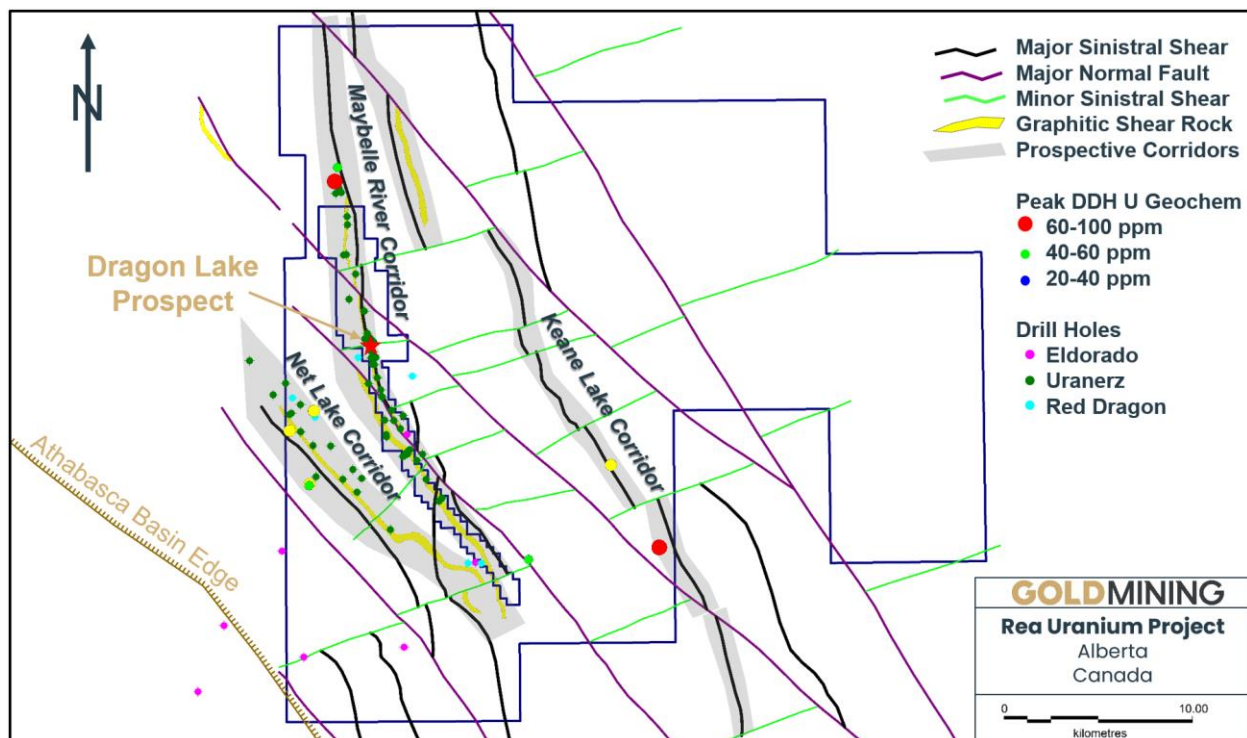 N
Major Sinistral Shear
Major Normal Fault
Minor Sinistral Shear
Graphitic Shear Rock
Prospective Corridors
Peak DDH U Geochem
60-100 ppm
40-60 ppm
20-40 ppm
Drill Holes
Eldorado
Uranerz
Red Dragon
Maybelle River Corridor
Dragon Lake
Prospect
Net Lake Corridor
Keane Lake Corridor
Athabasca Basin Edge
GOLDMINING
Rea Uranium Project
Alberta
Canada
0 10.00
kilometres